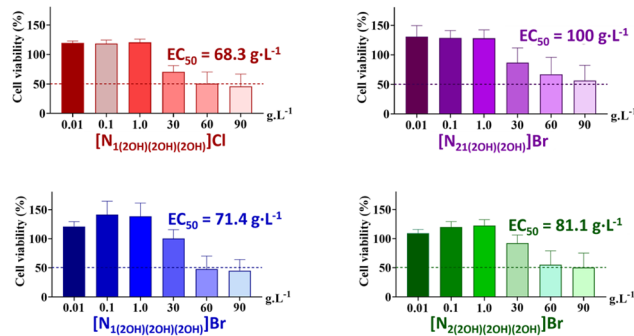 Cell viability (%)
150
100
50
0
EC50 = 68.3 g·L-1
0.01 0.1 1.0 30 60 90 g.L-1
[N1(2OH)(2OH)(2OH)]Cl
Cell viability (%)
150
100
50
0
EC50 = 100 g·L-1
0.01 0.1 1.0 30 60 90 g.L-1
[N21(2OH)(2OH)]Br
Cell viability (%)
150
100
50
0
EC50 = 71.4 g·L-1
0.01 0.1 1.0 30 60 90 g.L-1
[N1(2OH)(2OH)(2OH)]Br
Cell viability (%)
150
100
50
0
EC50 = 81.1 g·L-1
0.01 0.1 1.0 30 60 90 g.L-1
[N2(2OH)(2OH)(2OH)]Br